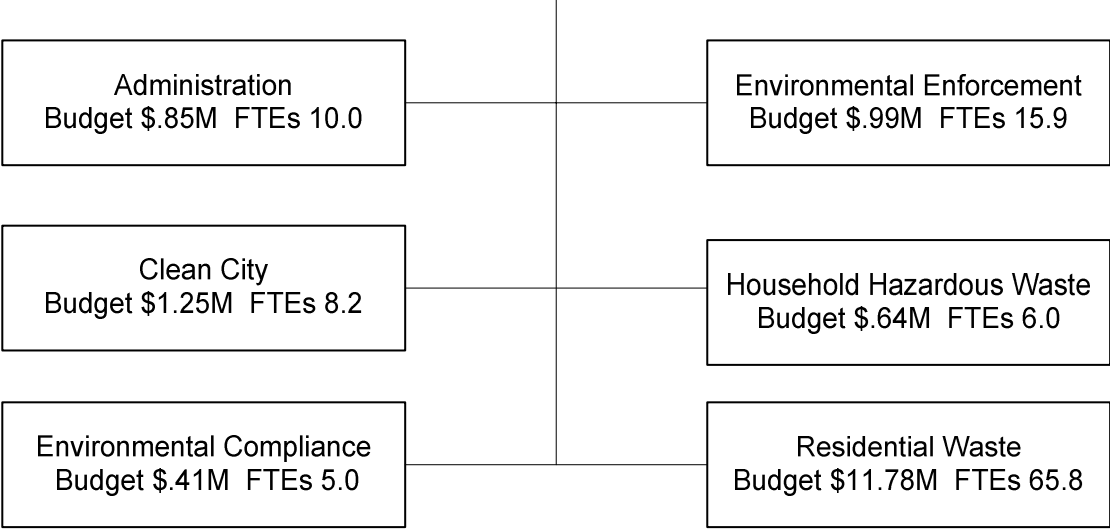 Administration
Budget $.85M  FTEs 10.0
Environmental Enforcement
Budget $.99M  FTEs 15.9
Clean City
Budget $1.25M  FTEs 8.2
Household Hazardous Waste
Budget $.64M  FTEs 6.0
Environmental Compliance
Budget $.41M  FTEs 5.0
Residential Waste
Budget $11.78M  FTEs 65.8